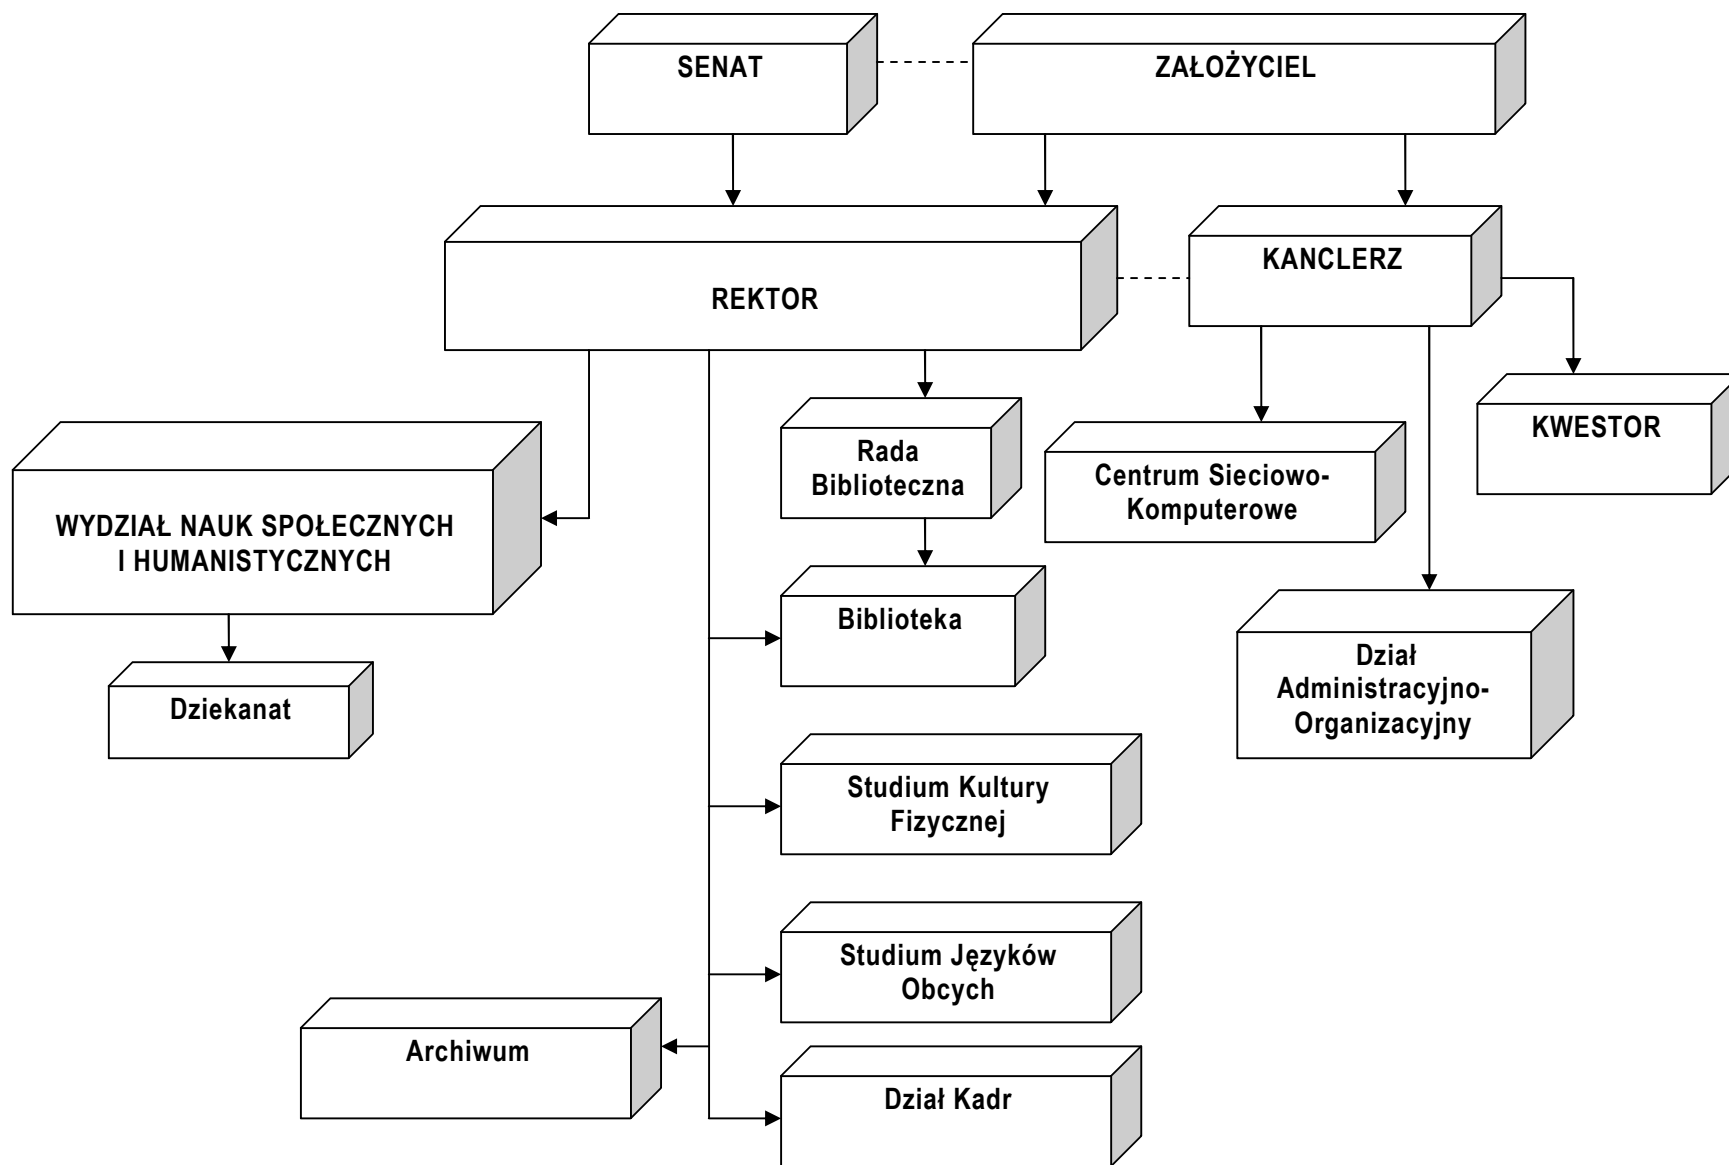 SENAT
ZAŁOŻYCIEL
REKTOR
KANCLERZ
KWESTOR
WYDZIAŁ NAUK SPOŁECZNYCH
I HUMANISTYCZNYCH
Rada
Biblioteczna
Centrum Sieciowo-
Komputerowe
Biblioteka
Dział
Administracyjno-
Organizacyjny
Dziekanat
Studium Kultury
Fizycznej
Studium Języków
Obcych
Archiwum
Dział Kadr